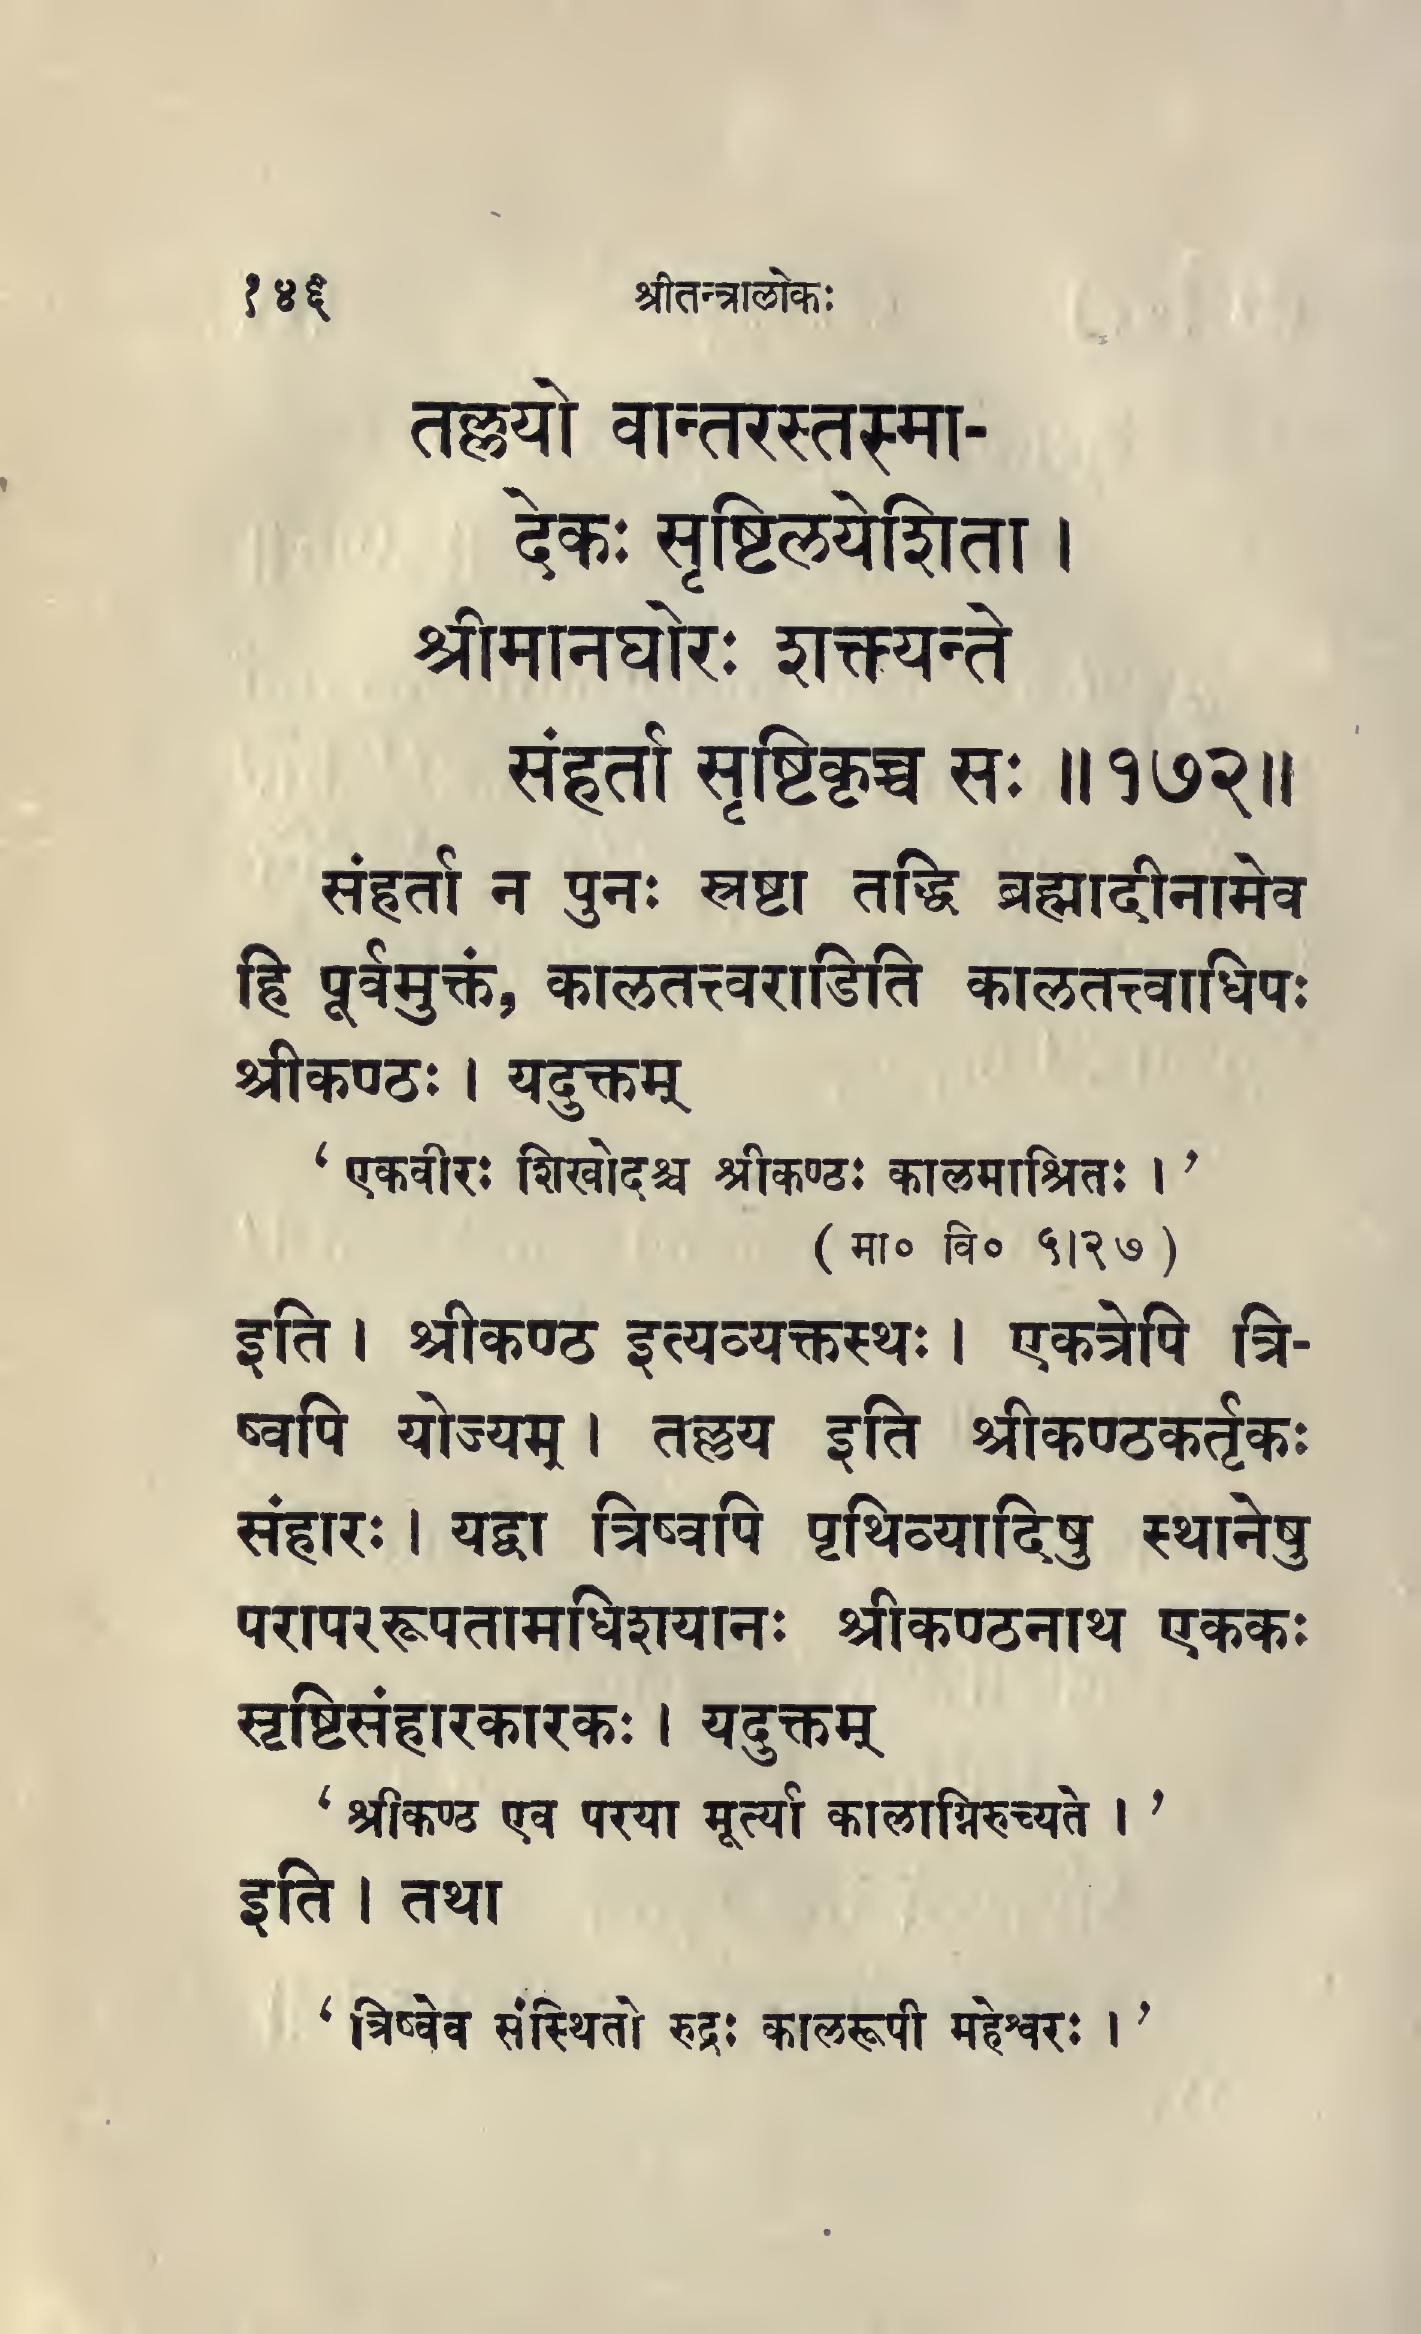 १४६ श्रीतन्त्रालोकः
तल्लयो वान्तरस्तस्मा-
देकः सृष्टिलयेशिता ।
श्रीमानघोरः शक्त्यन्ते
संहर्ता सृष्टिकृच्च सः ॥१७२॥
संहर्ता न पुनः स्रष्टा तद्धि ब्रह्मादीनामेव
हि पूर्वमुक्तं, कालतत्त्वराडिति कालतत्त्वाधिपः
श्रीकण्ठः । यदुक्तम्
‘ एकवीरः शिखोदश्च श्रीकण्ठः कालमाश्रितः । ’
( मा० वि० ५।२७ )
इति । श्रीकण्ठ इत्यव्यक्तस्थः । एकत्रेपि त्रि-
ष्वपि योज्यम् । तल्लय इति श्रीकण्ठकर्तृकः
संहारः । यद्वा त्रिष्वपि पृथिव्यादिषु स्थानेषु
परापररूपतामधिशयानः श्रीकण्ठनाथ एककः
सृष्टिसंहारकारकः । यदुक्तम्
‘ श्रीकण्ठ एव परया मूर्त्या कालाग्निरुच्यते । ’
इति । तथा
‘ त्रिष्वेव संस्थितो रुद्रः कालरूपी महेश्वरः । ’